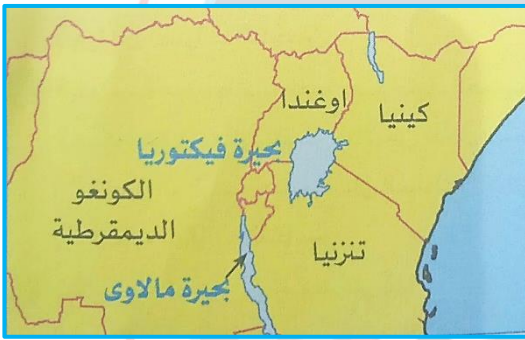 اوغندا
كينيا
بحيرة فيكتوريا
الكونغو
الديمقرطية
تنزنيا
بحيرة مالاوى